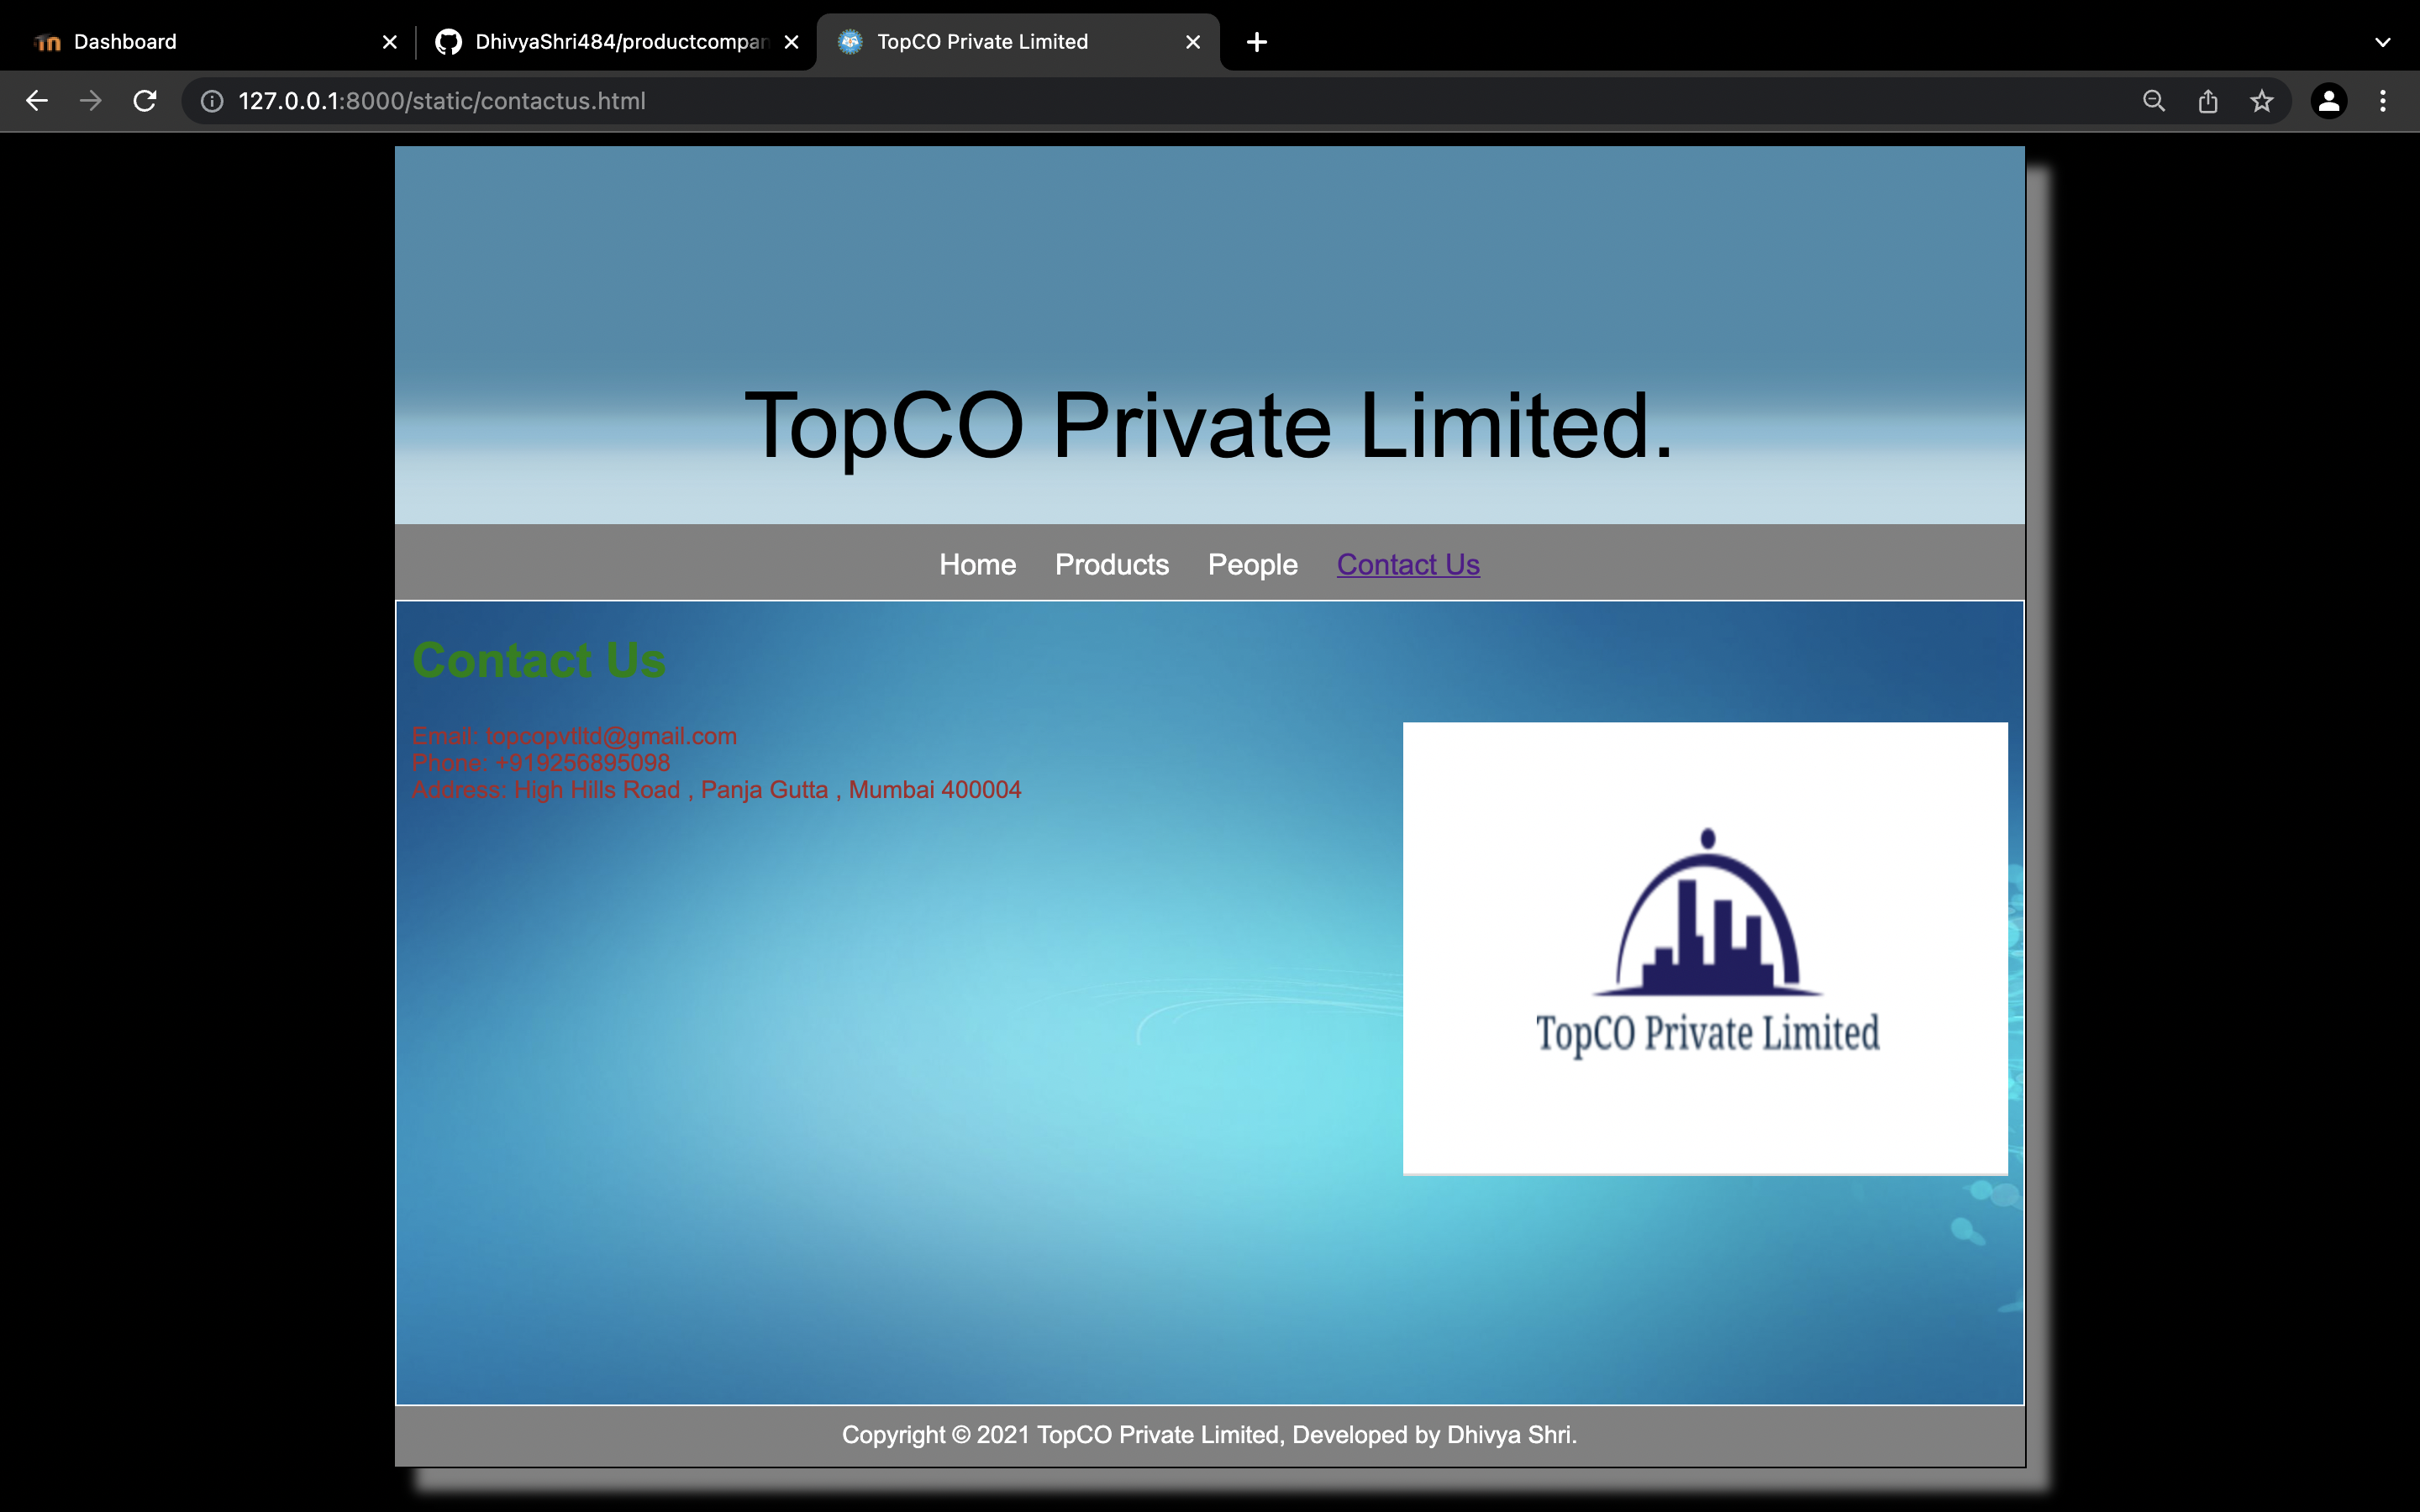 Dashboard
DhivyaShri484/productcompan
TopCO Private Limited
127.0.0.1:8000/static/contactus.html
TopCO Private Limited.
Home Products People Contact Us
Contact Us
Email: topcopvtltd@gmail.com
Phone: +919256895098
Address: High Hills Road , Panja Gutta , Mumbai 400004
TopCO Private Limited
Copyright © 2021 TopCO Private Limited, Developed by Dhivya Shri.